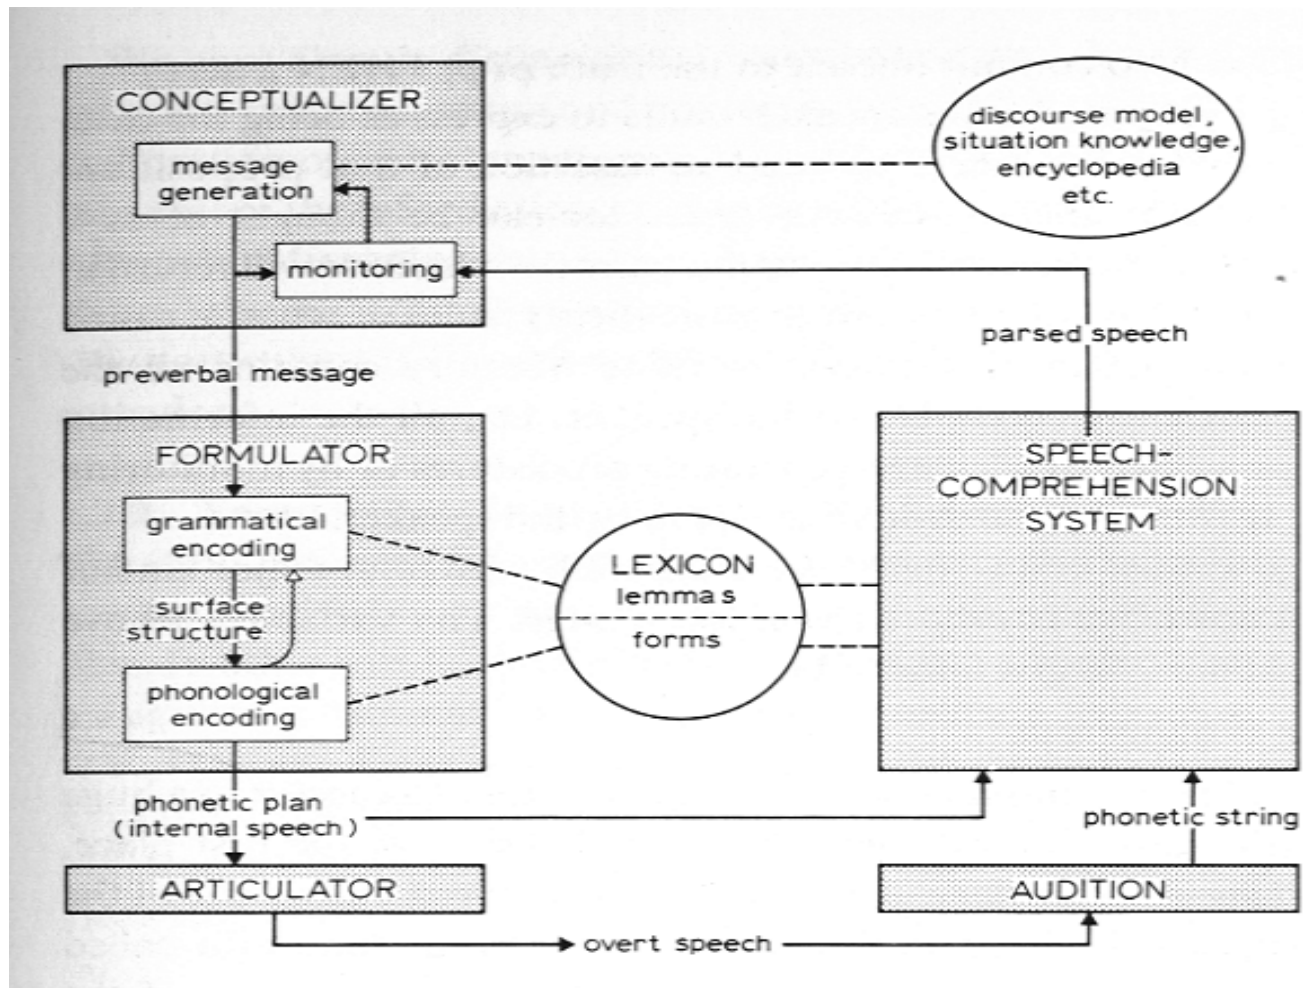 CONCEPTUALIZER
message
generation
monitoring
discourse model,
situation knowledge,
encyclopedia
etc.
parsed speech
preverbal message
FORMULATOR
grammatical
encoding
surface
structure
phonological
encoding
LEXICON
lemmas
forms
SPEECH-
COMPREHENSION
SYSTEM
phonetic plan
(internal speech)
phonetic string
ARTICULATOR
AUDITION
overt speech